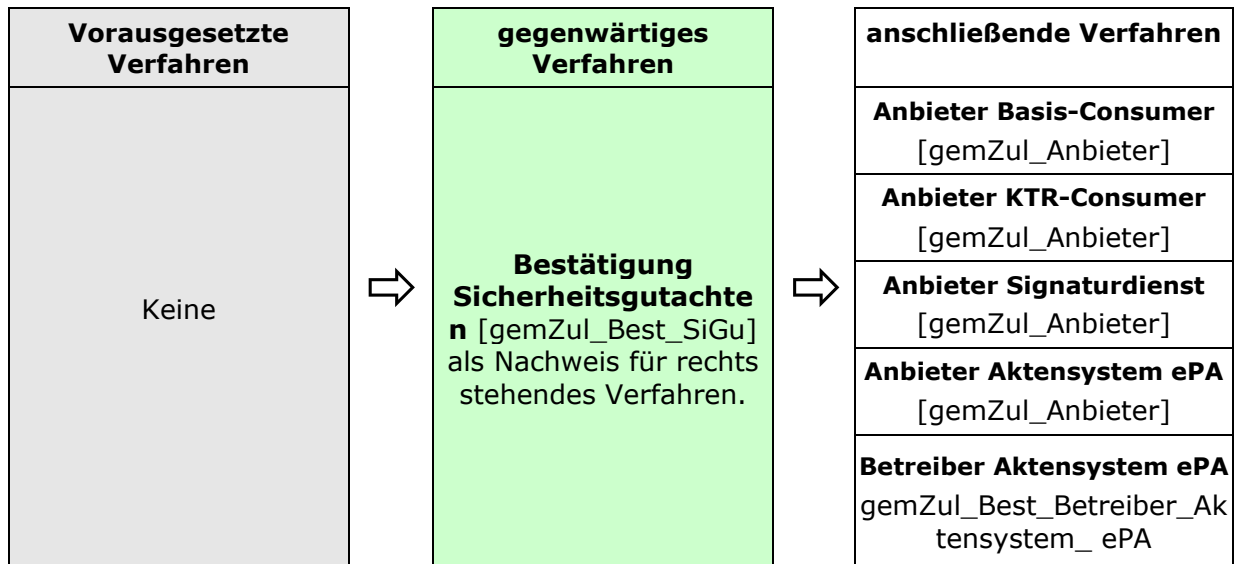 Vorausgesetzte
Verfahren
Keine
gegenwärtiges
Verfahren
Bestätigung
Sicherheitsgutachte
n [gemZul_Best_SiGu]
als Nachweis für rechts
stehendes Verfahren.
anschließende Verfahren
Anbieter Basis-Consumer
[gemZul_Anbieter]
Anbieter KTR-Consumer
[gemZul_Anbieter]
Anbieter Signaturdienst
[gemZul_Anbieter]
Anbieter Aktensystem ePA
[gemZul_Anbieter]
Betreiber Aktensystem ePA
gemZul_Best_Betreiber_Ak
tensystem_ ePA